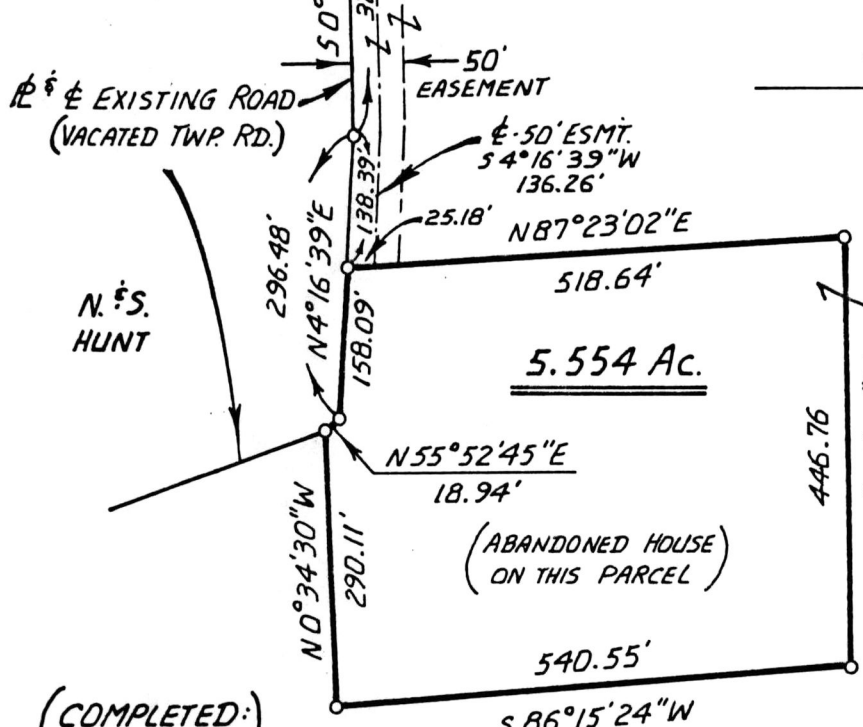 S 0°
50'
EASEMENT
℄ EXISTING ROAD
(VACATED TWP. RD.)
℄-50' ESMT.
S 4°16'39"W
136.26'
138.39'
25.18'
N87°23'02"E
518.64'
296.48'
N4°16'39"E
158.09'
N. & S.
HUNT
5.554 Ac.
446.76
N55°52'45"E
18.94'
N0°34'30"W
290.11'
(ABANDONED HOUSE
ON THIS PARCEL)
540.55'
S 86°15'24"W
(COMPLETED:)